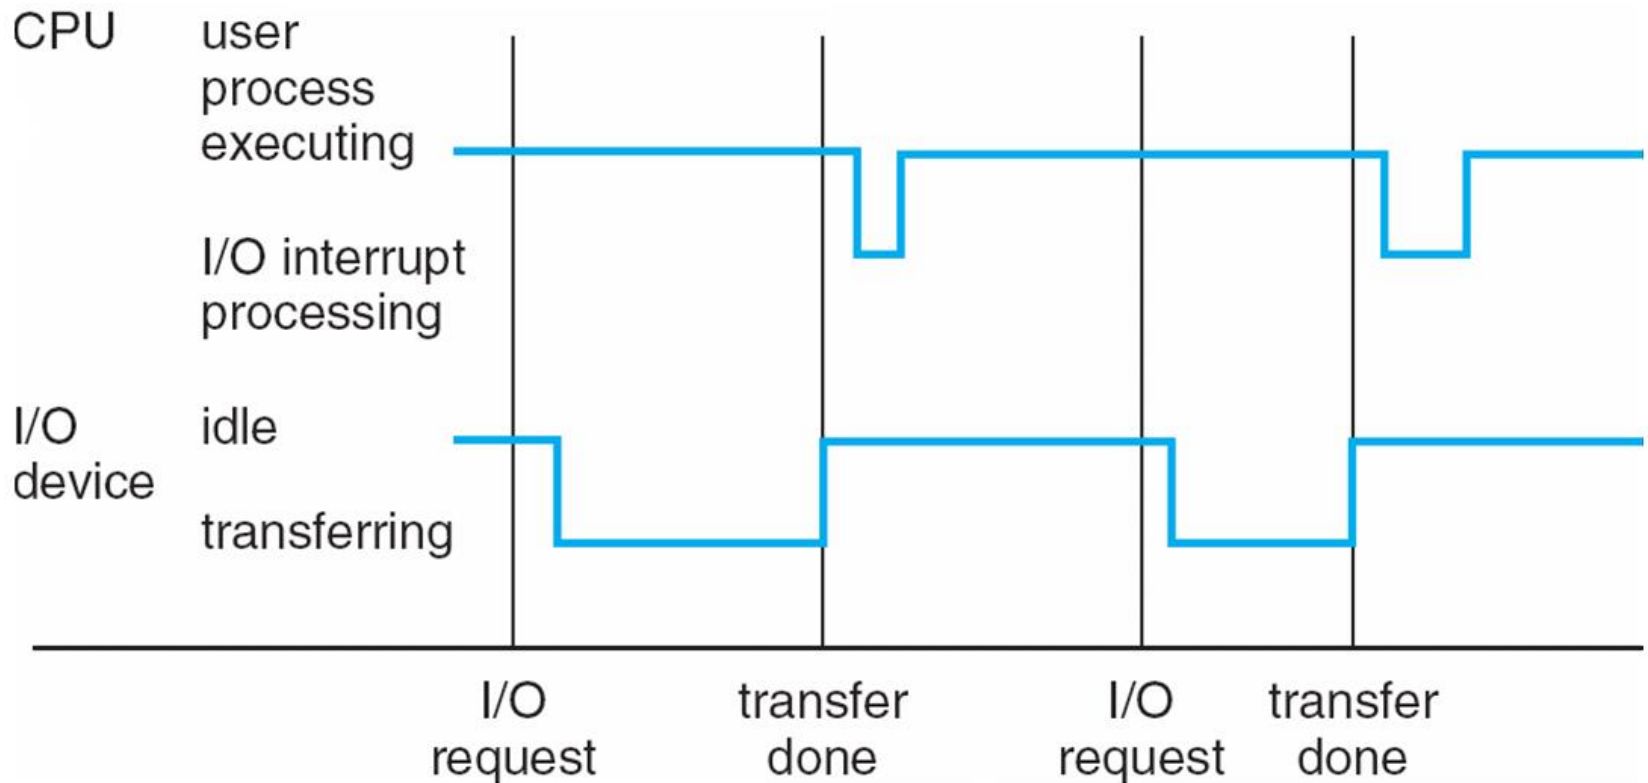 CPU user
process
executing
I/O interrupt
processing
I/O idle
device
transferring
I/O transfer I/O transfer
request done request done